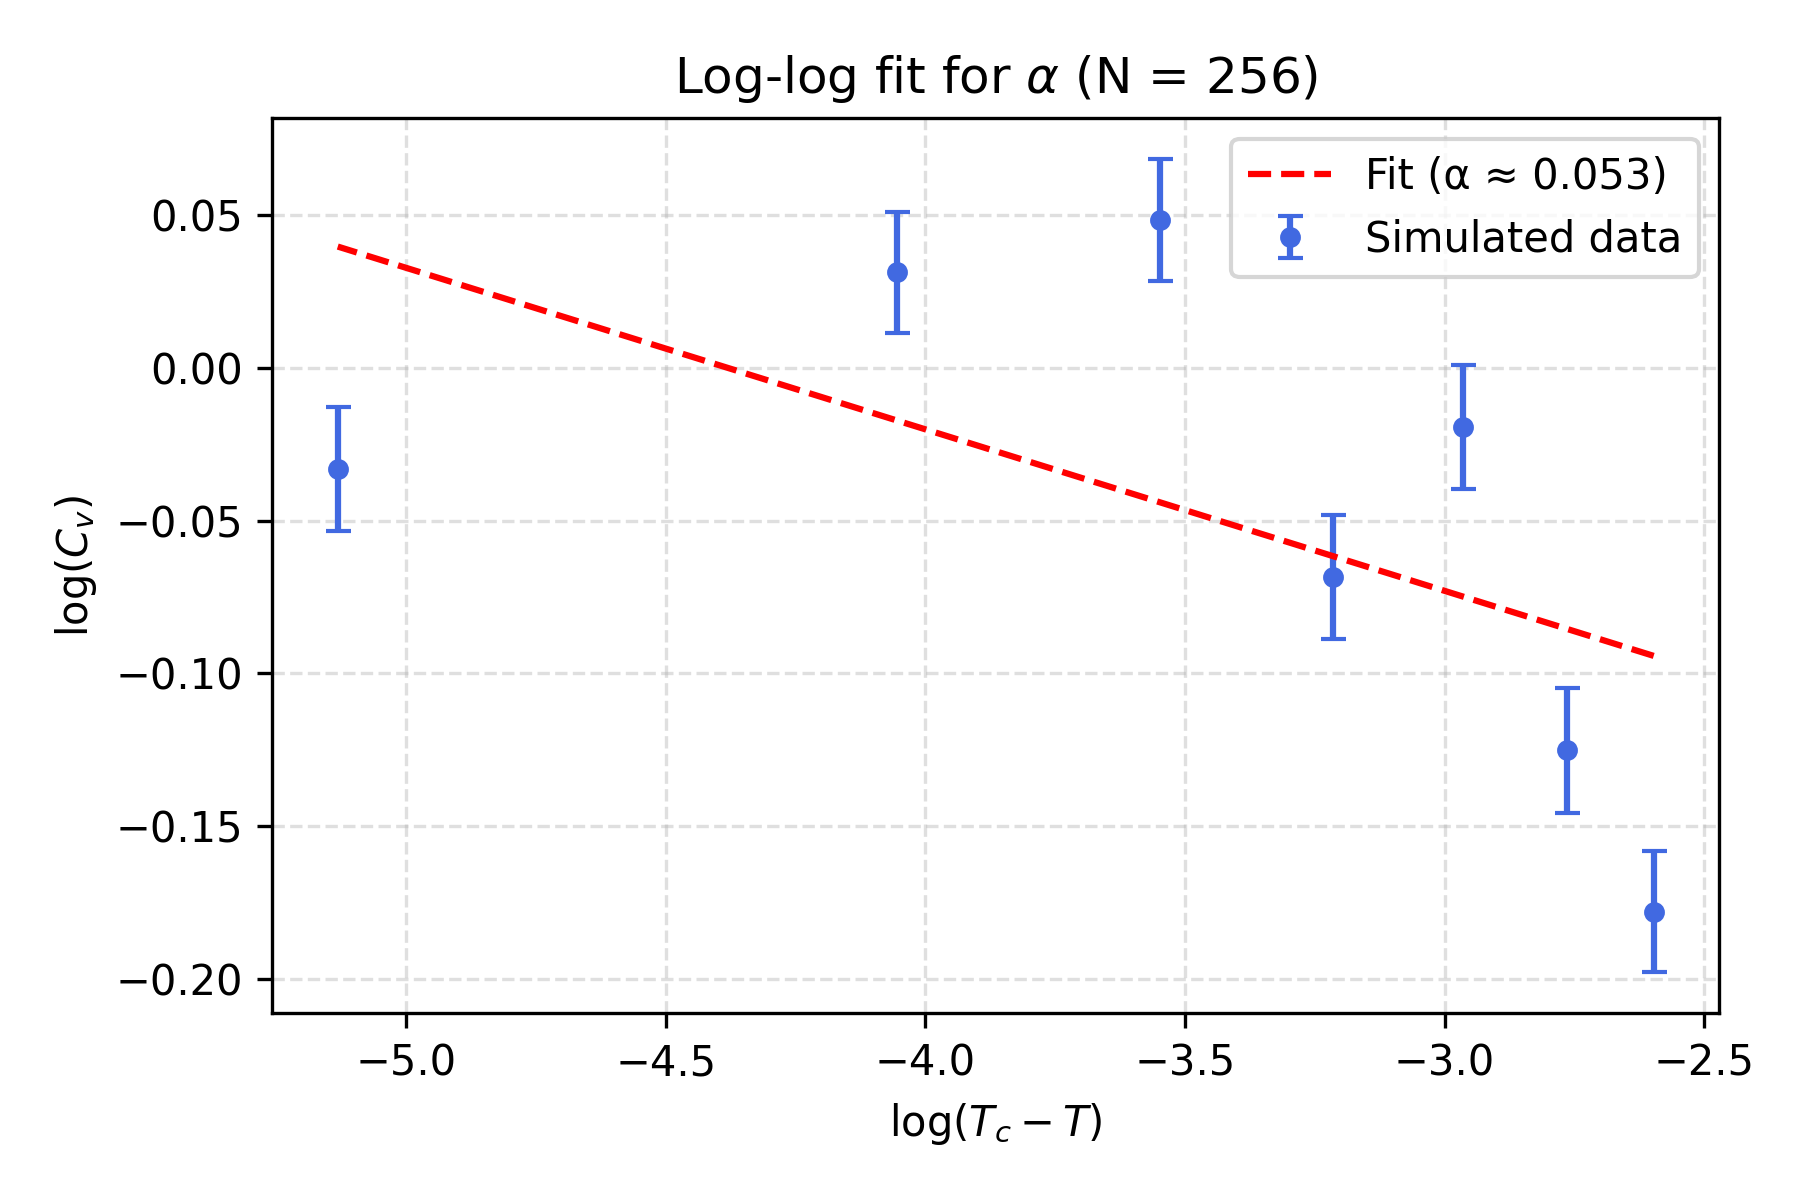 Log-log fit for α (N = 256)
Fit (α ≈ 0.053)
Simulated data
0.05
0.00
−0.05
−0.10
−0.15
−0.20
log(Cᵥ)
−5.0
−4.5
−4.0
−3.5
−3.0
−2.5
log(T_c − T)